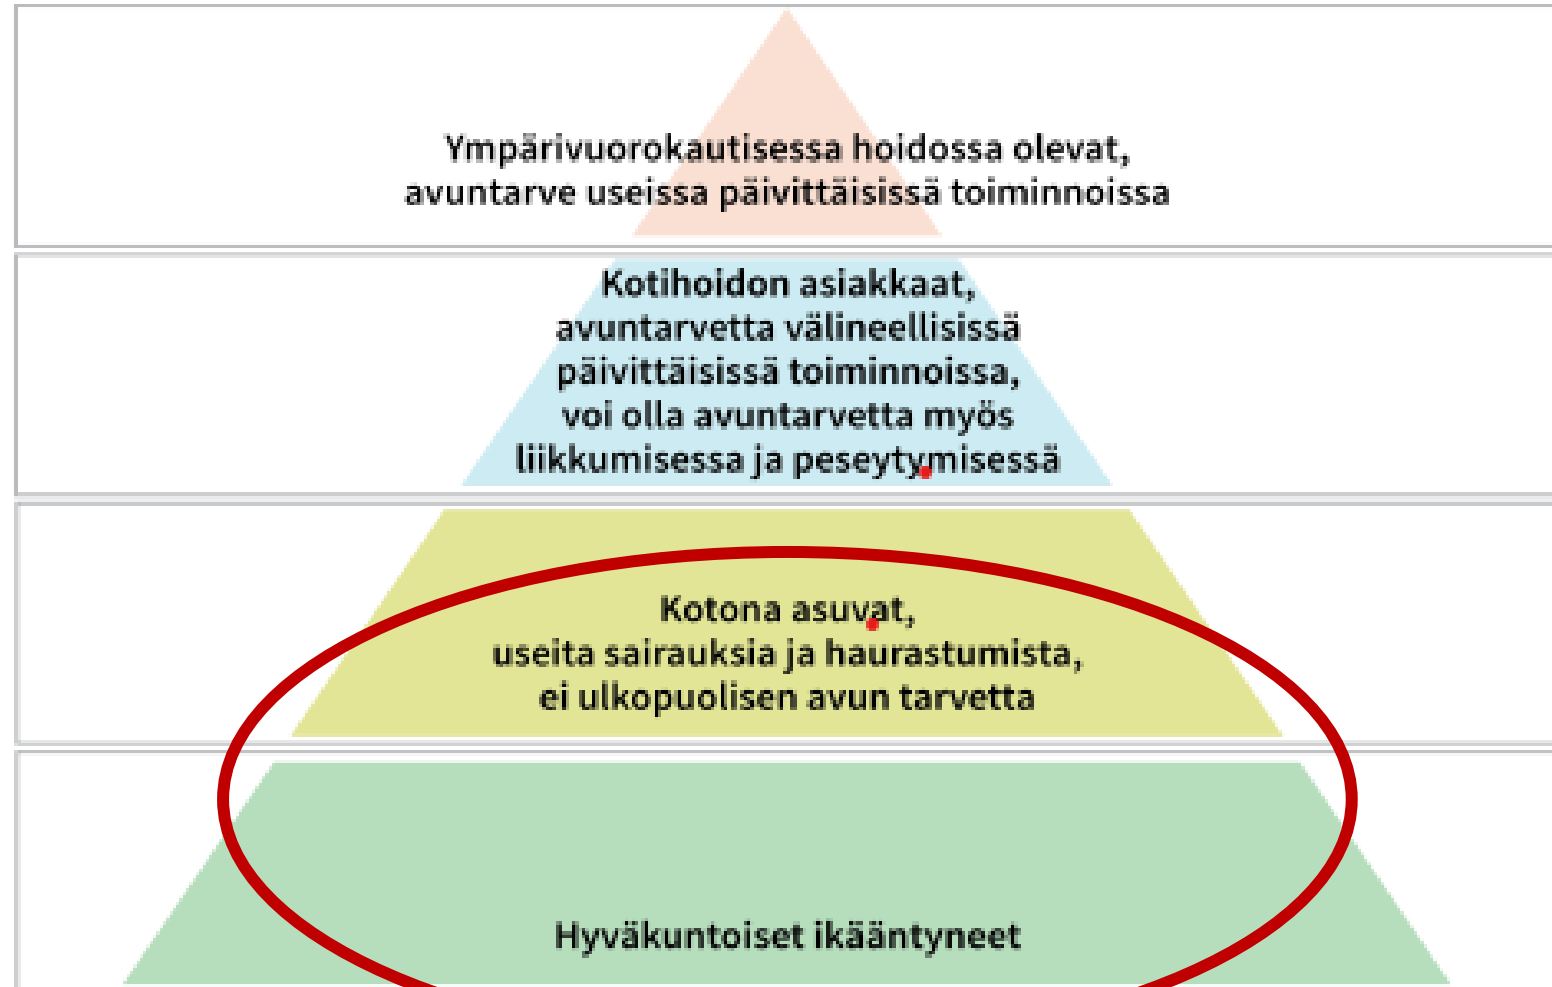 Ympärivuorokautisessa hoidossa olevat,
avuntarve useissa päivittäisissä toiminnoissa
Kotihoidon asiakkaat,
avuntarvetta välineellisissä
päivittäisissä toiminnoissa,
voi olla avuntarvetta myös
liikkumisessa ja peseytymisessä
Kotona asuvat,
useita sairauksia ja haurastumista,
ei ulkopuolisen avun tarvetta
Hyväkuntoiset ikääntyneet